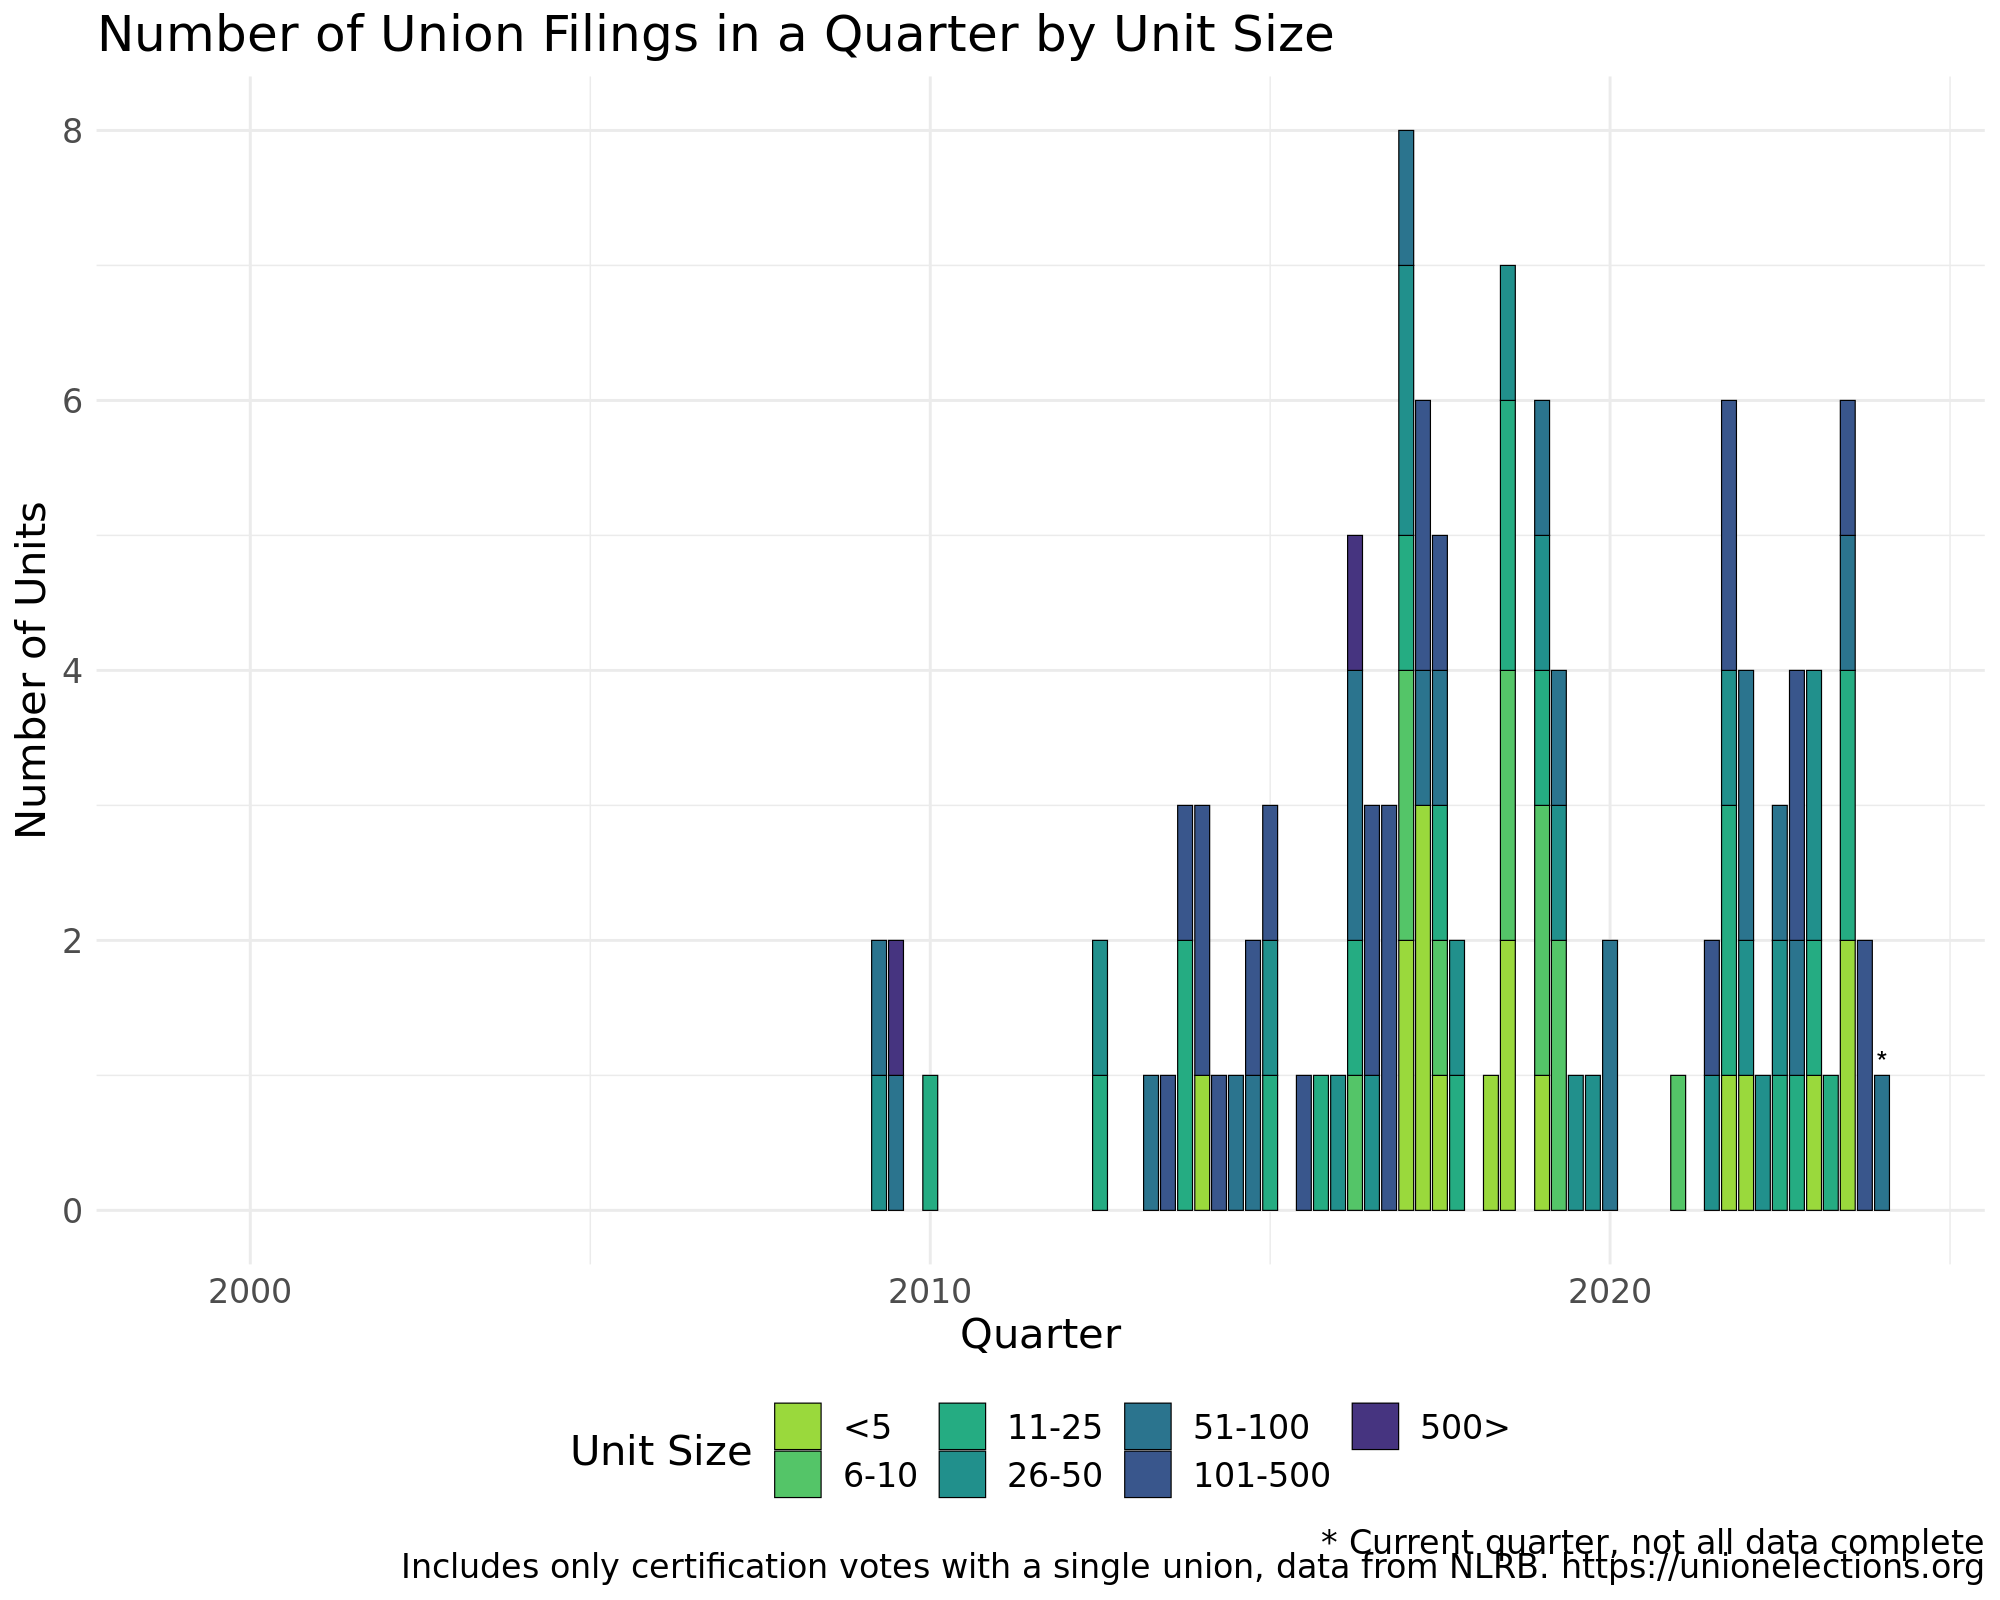 Number of Union Filings in a Quarter by Unit Size
Number of Units
8
6
4
2
0
*
2000 2010 2020
Quarter
Unit Size
<5 11-25 51-100 500>
6-10 26-50 101-500
* Current quarter, not all data complete
Includes only certification votes with a single union, data from NLRB. https://unionelections.org